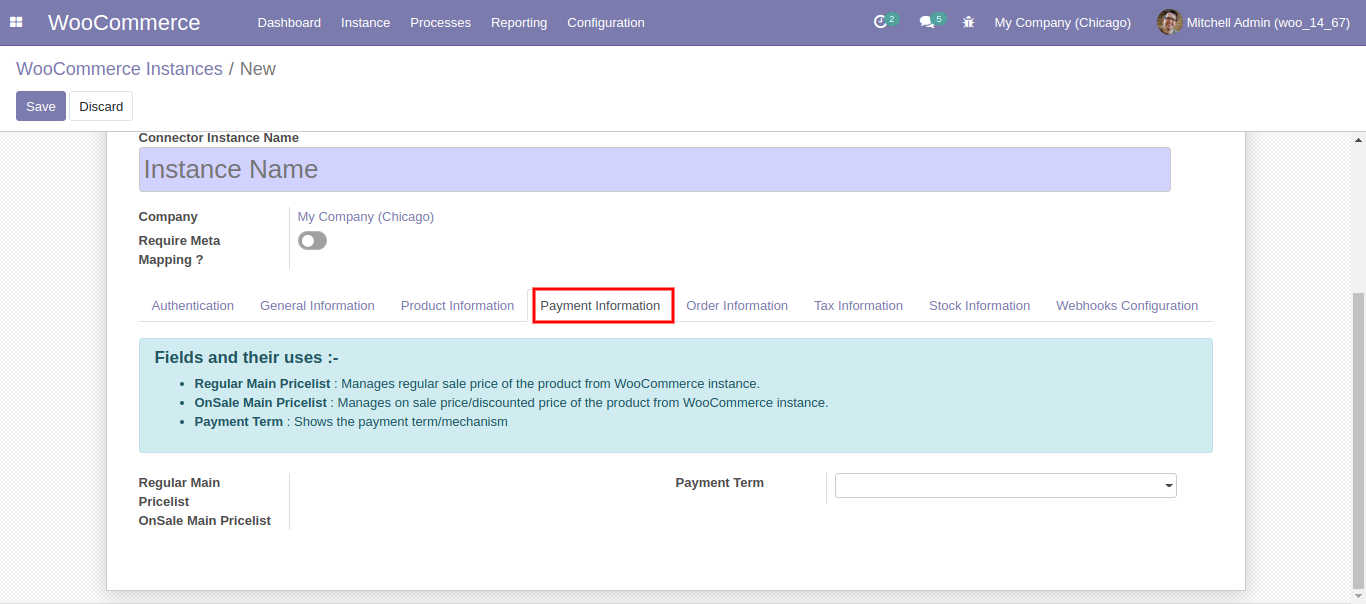 WooCommerce Dashboard Instance Processes Reporting Configuration 2 5 My Company (Chicago) Mitchell Admin (woo_14_67)
WooCommerce Instances / New
Save Discard
Connector Instance Name
Instance Name
Company My Company (Chicago)
Require Meta
Mapping ?
Authentication General Information Product Information Payment Information Order Information Tax Information Stock Information Webhooks Configuration
Fields and their uses :-
• Regular Main Pricelist : Manages regular sale price of the product from WooCommerce instance.
• OnSale Main Pricelist : Manages on sale price/discounted price of the product from WooCommerce instance.
• Payment Term : Shows the payment term/mechanism
Regular Main Payment Term
Pricelist
OnSale Main Pricelist